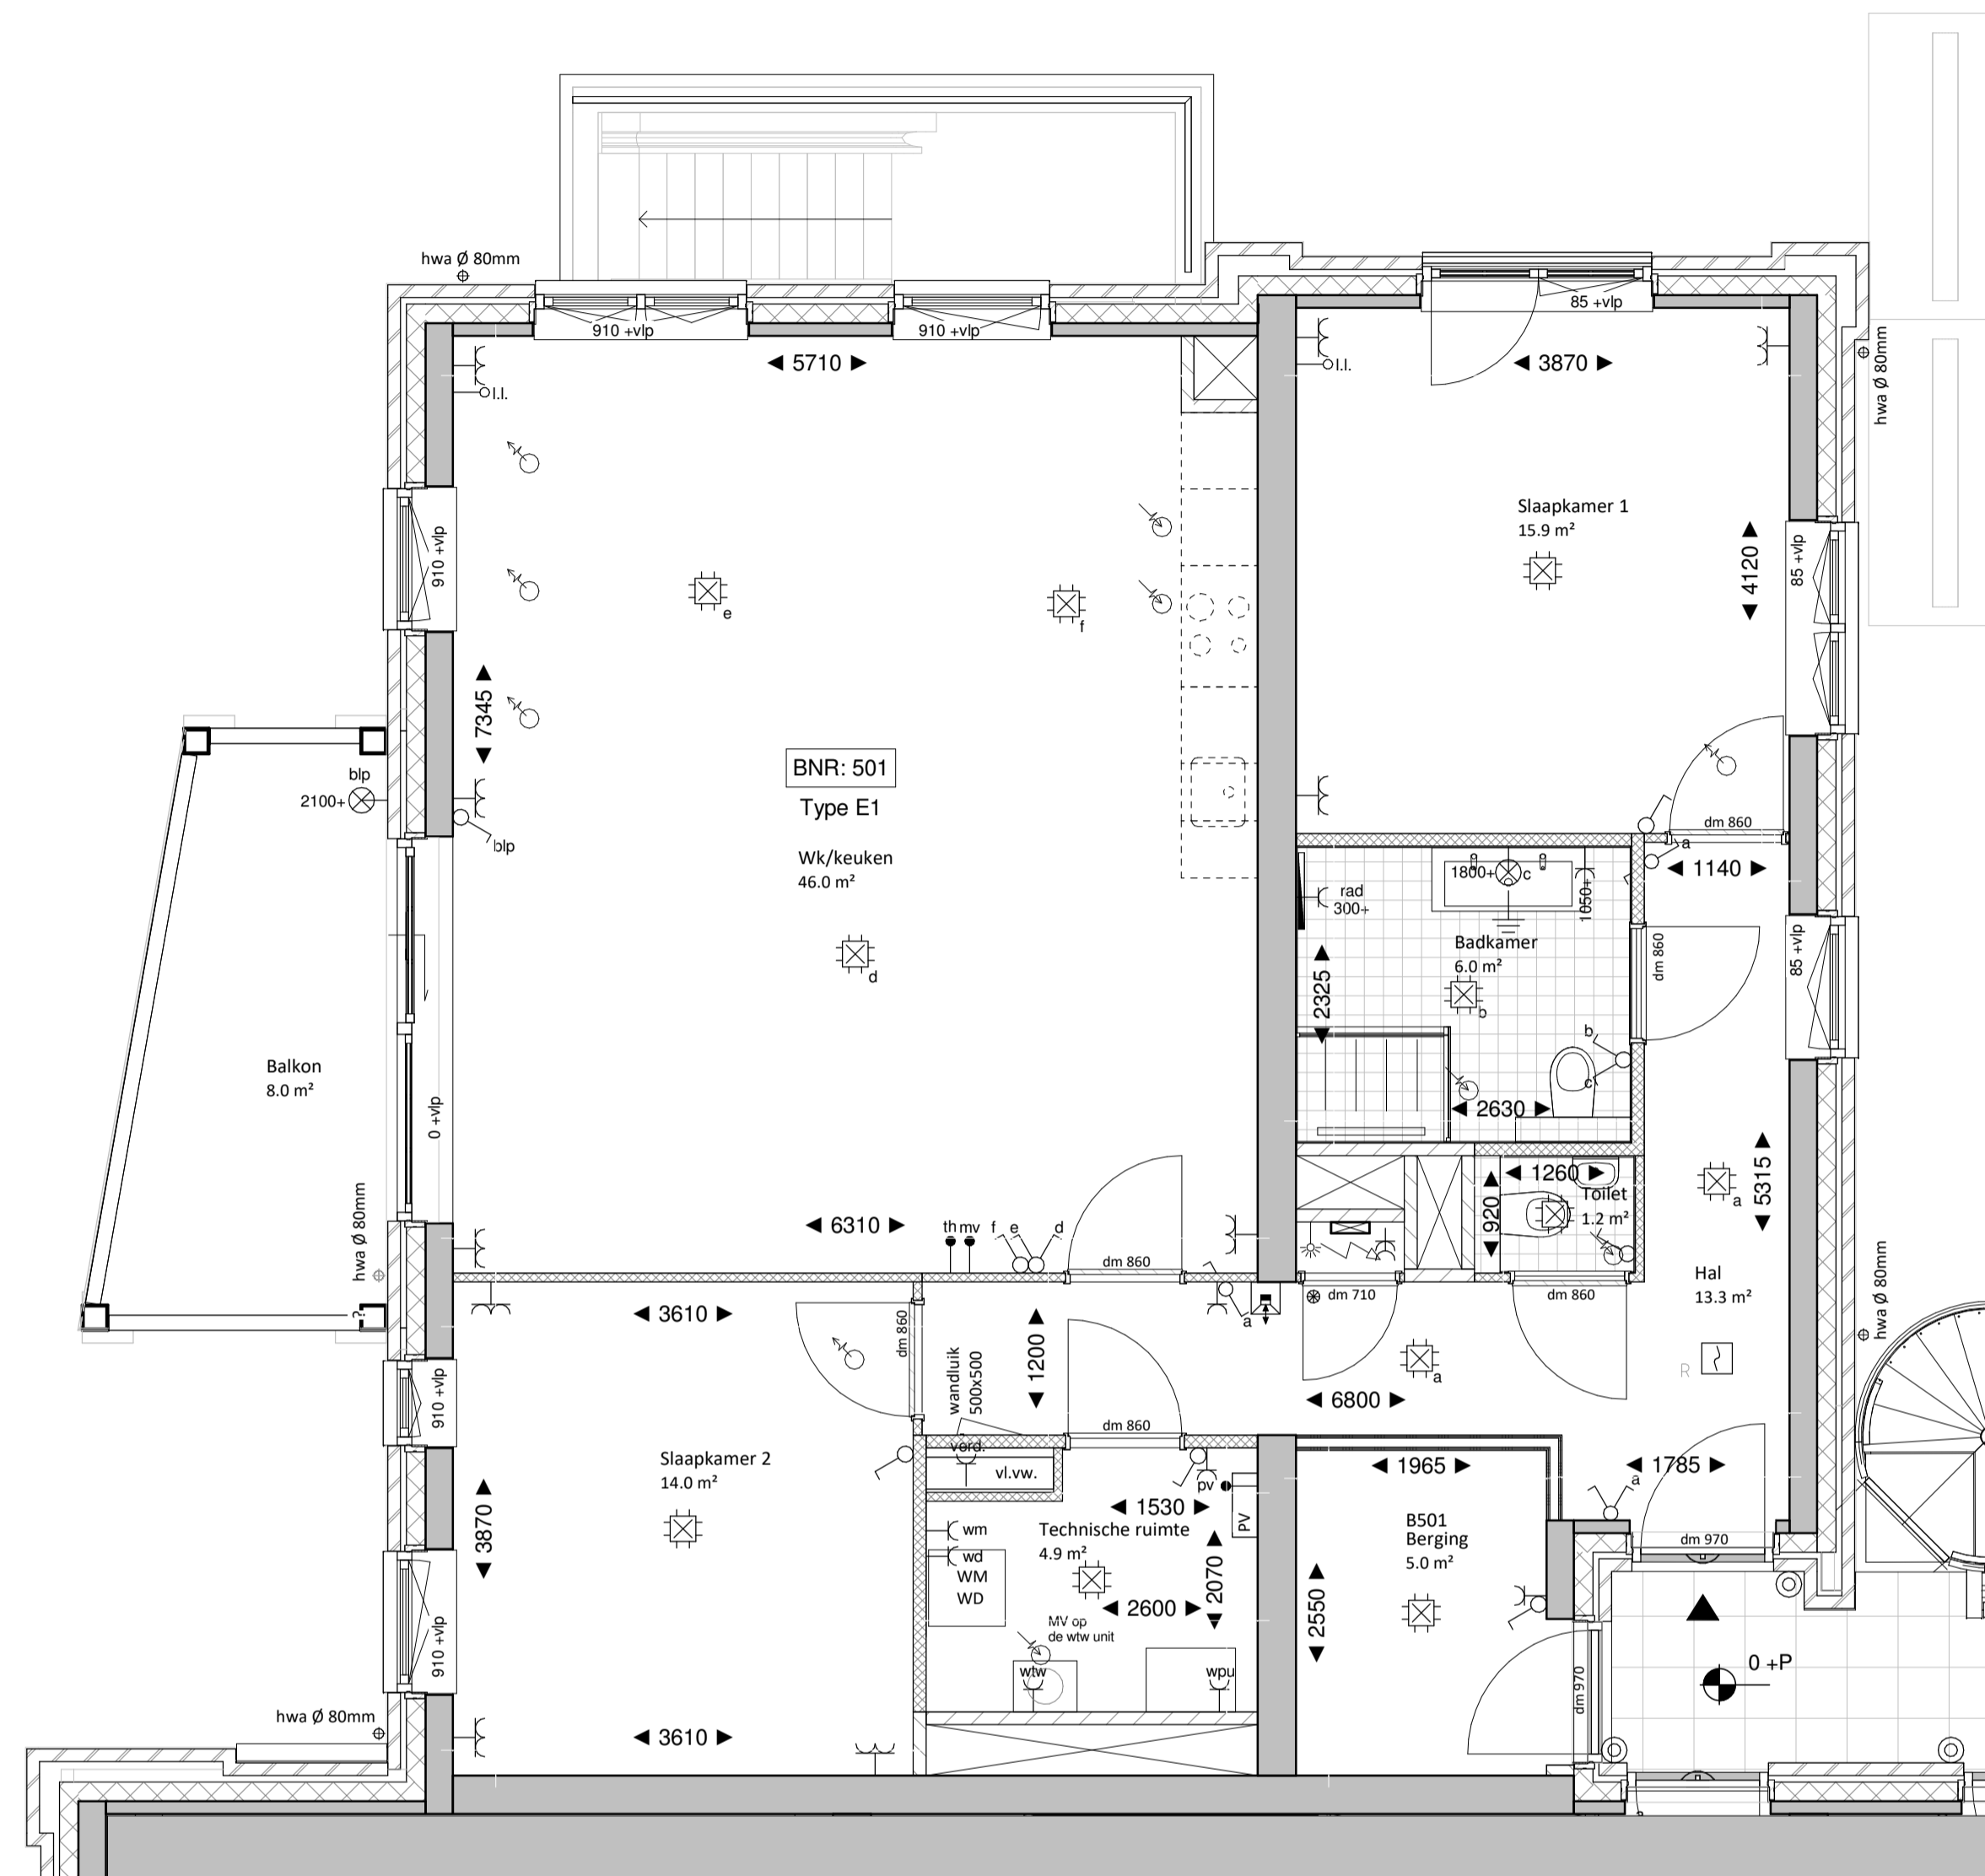 hwa Ø 80mm
910 +vlp
910 +vlp
85 +vlp
5710
3870
hwa Ø 80mm
l.l.
l.l.
Slaapkamer 1
15.9 m²
910 +vlp
4120
85 +vlp
e
f
7345
BNR: 501
Type E1
blp
2100+
blp
Wk/keuken
46.0 m²
dm 860
a
1140
1800+
c
1050+
rad
300+
Badkamer
6.0 m²
dm 860
85 +vlp
2325
d
b
b
c
Balkon
8.0 m²
0 +vlp
2630
5315
1260
Toilet
1.2 m²
920
a
hwa Ø 80mm
6310
th
mv
f
e
d
dm 860
hwa Ø 80mm
Hal
13.3 m²
?
3610
dm 860
1200
a
dm 710
dm 860
wandluik
500x500
a
R
910 +vlp
6800
dm 860
verd.
vl.vw.
Slaapkamer 2
14.0 m²
1965
1785
a
pv
PV
1530
wm
Technische ruimte
4.9 m²
wd
WM
WD
B501
Berging
5.0 m²
dm 970
3870
2070
2550
2600
MV op
de wtw unit
910 +vlp
wtw
wpu
0 +P
dm 970
hwa Ø 80mm
3610